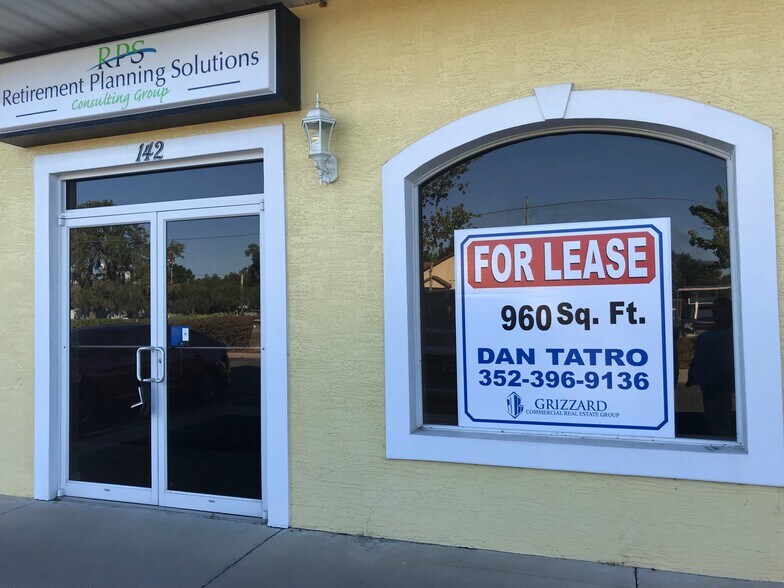 RPS
Retirement Planning Solutions
Consulting Group
142
FOR LEASE
960 Sq. Ft.
DAN TATRO
352-396-9136
GRIZZARD
COMMERCIAL REAL ESTATE GROUP